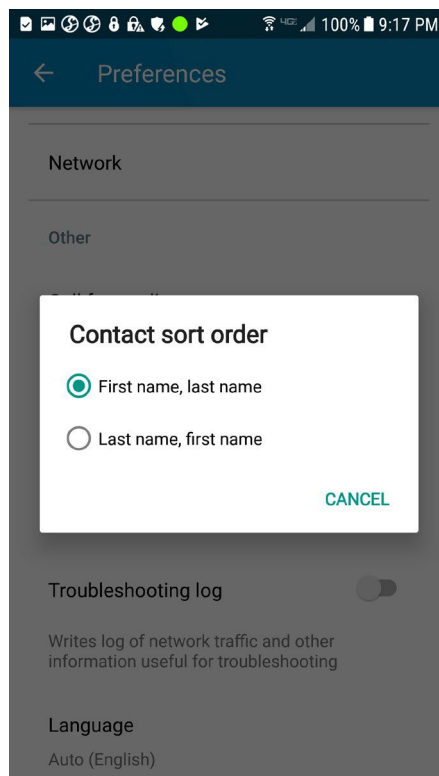 4GE 100% 9:17 PM
Preferences
Network
Other
Contact sort order
First name, last name
Last name, first name
CANCEL
Troubleshooting log
Writes log of network traffic and other
information useful for troubleshooting
Language
Auto (English)